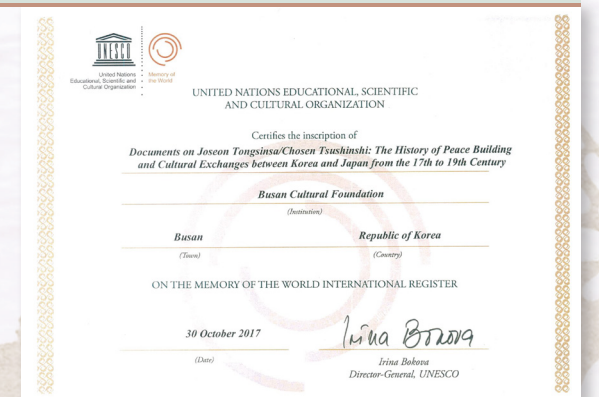 UNESCO
United Nations
Educational, Scientific and
Cultural Organization
Memory of
the World
UNITED NATIONS EDUCATIONAL, SCIENTIFIC
AND CULTURAL ORGANIZATION
Certifies the inscription of
Documents on Joseon Tongsinsa/Chosen Tsushinshi: The History of Peace Building
and Cultural Exchanges between Korea and Japan from the 17th to 19th Century
Busan Cultural Foundation
(Institution)
Busan Republic of Korea
(Town) (Country)
ON THE MEMORY OF THE WORLD INTERNATIONAL REGISTER
30 October 2017 Irina Bokova
(Date) Irina Bokova
Director-General, UNESCO